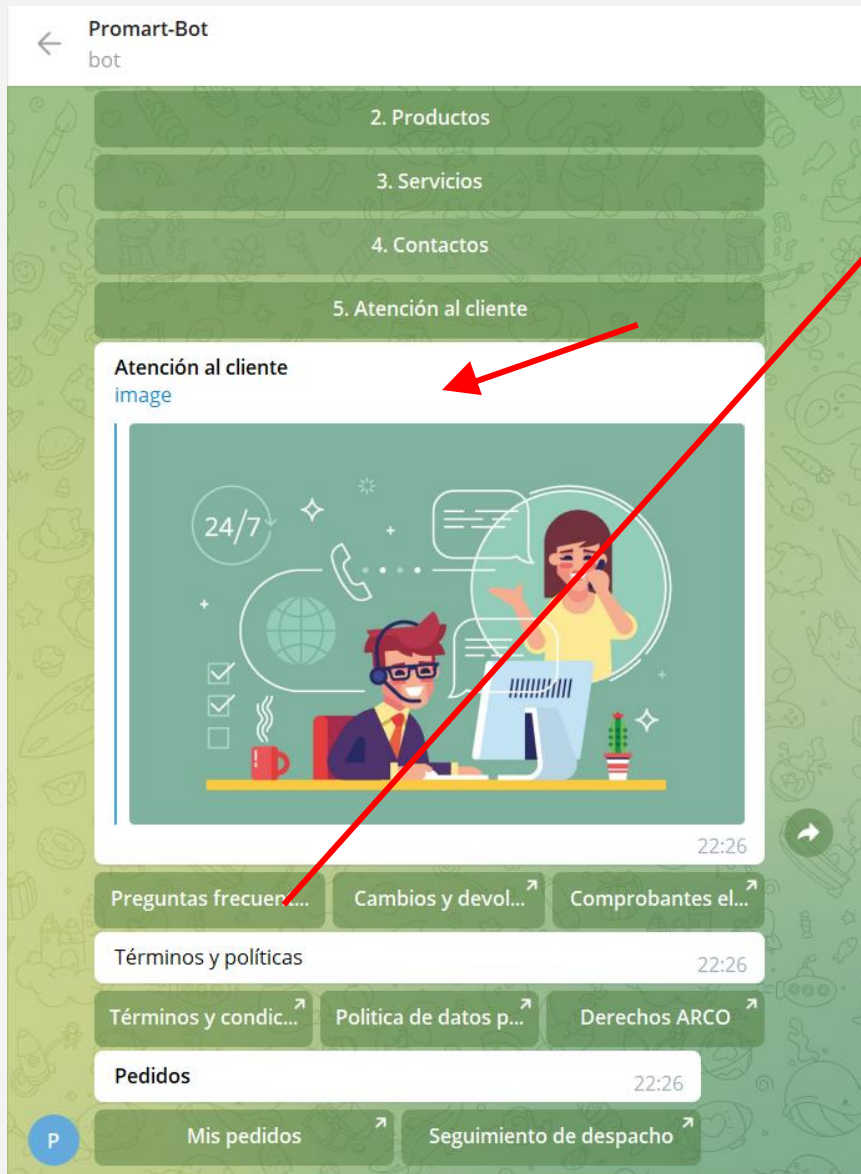 Promart-Bot
bot
2. Productos
3. Servicios
4. Contactos
5. Atención al cliente
Atención al cliente
image
24/7
22:26
Preguntas frecuen...
Cambios y devol...
Comprobantes el...
Términos y políticas
22:26
Términos y condic...
Politica de datos p...
Derechos ARCO
Pedidos
22:26
P
Mis pedidos
Seguimiento de despacho